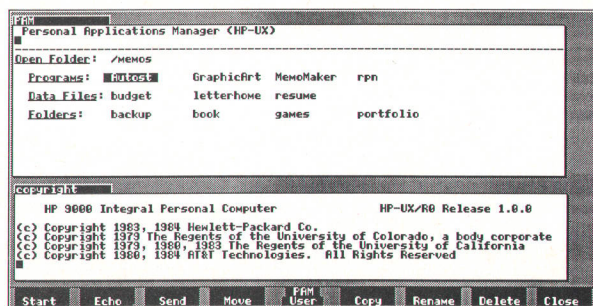 PAM
Personal Applications Manager (HP-UX)
Open Folder: /memos
Programs: Autost GraphicArt MemoMaker rpn
Data Files: budget letterhome resume
Folders: backup book games portfolio
copyright
HP 9000 Integral Personal Computer HP-UX/R0 Release 1.0.0
(c) Copyright 1983, 1984 Hewlett-Packard Co.
(c) Copyright 1979 The Regents of the University of Colorado, a body corporate
(c) Copyright 1979, 1980, 1983 The Regents of the University of California
(c) Copyright 1980, 1984 AT&T Technologies. All Rights Reserved
Start Echo Send Move PAM User Copy Rename Delete Close